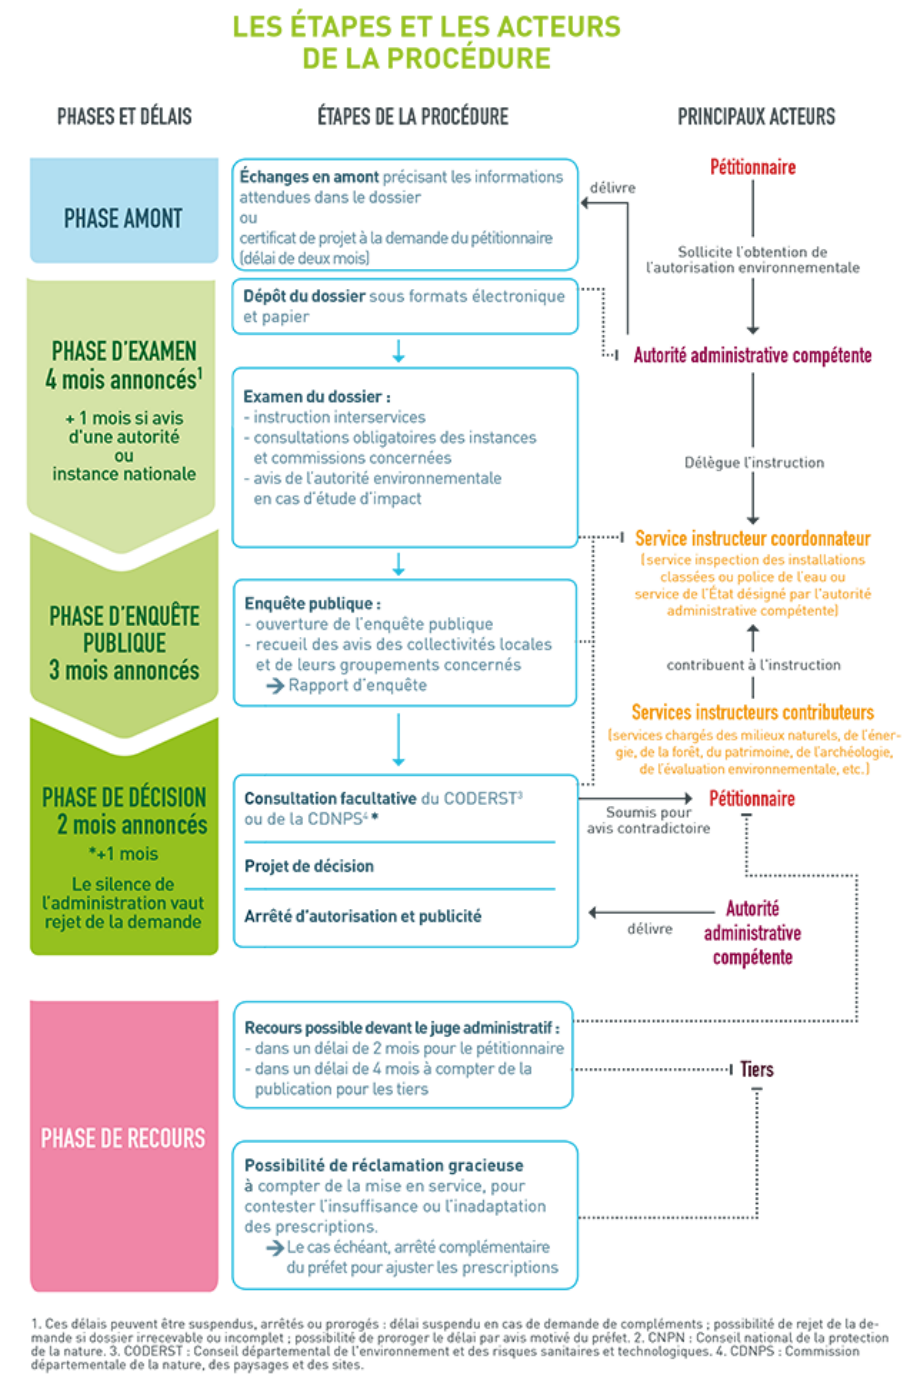 LES ÉTAPES ET LES ACTEURS
DE LA PROCÉDURE
PHASES ET DÉLAIS
ÉTAPES DE LA PROCÉDURE
PRINCIPAUX ACTEURS
PHASE AMONT
Échanges en amont précisant les informations
attendues dans le dossier
ou
certificat de projet à la demande du pétitionnaire
(délai de deux mois)
délivre
Pétitionnaire
Sollicite l'obtention de
l'autorisation environnementale
Dépôt du dossier sous formats électronique
et papier
Autorité administrative compétente
PHASE D'EXAMEN
4 mois annoncés¹
+ 1 mois si avis
d'une autorité
ou
instance nationale
Examen du dossier :
- instruction interservices
- consultations obligatoires des instances
et commissions concernées
- avis de l'autorité environnementale
en cas d'étude d'impact
Délègue l'instruction
Service instructeur coordonnateur
(service inspection des installations
classées ou police de l'eau ou
service de l'État désigné par l'autorité
administrative compétente)
PHASE D'ENQUÊTE
PUBLIQUE
3 mois annoncés
Enquête publique :
- ouverture de l'enquête publique
- recueil des avis des collectivités locales
et de leurs groupements concernés
→ Rapport d'enquête
contribuent à l'instruction
Services instructeurs contributeurs
(services chargés des milieux naturels, de l'éner-
gie, de la forêt, du patrimoine, de l'archéologie,
de l'évaluation environnementale, etc.)
PHASE DE DÉCISION
2 mois annoncés
*+1 mois
Le silence de
l'administration vaut
rejet de la demande
Consultation facultative du CODERST³
ou de la CDNPS⁴ *
Projet de décision
Arrêté d'autorisation et publicité
Soumis pour
avis contradictoire
Pétitionnaire
délivre
Autorité
administrative
compétente
PHASE DE RECOURS
Recours possible devant le juge administratif :
- dans un délai de 2 mois pour le pétitionnaire
- dans un délai de 4 mois à compter de la
publication pour les tiers
Tiers
Possibilité de réclamation gracieuse
à compter de la mise en service, pour
contester l'insuffisance ou l'inadaptation
des prescriptions.
→ Le cas échéant, arrêté complémentaire
du préfet pour ajuster les prescriptions
1. Ces délais peuvent être suspendus, arrêtés ou prorogés : délai suspendu en cas de demande de compléments ; possibilité de rejet de la de-
mande si dossier irrecevable ou incomplet ; possibilité de proroger le délai par avis motivé du préfet. 2. CNPN : Conseil national de la protection
de la nature. 3. CODERST : Conseil départemental de l'environnement et des risques sanitaires et technologiques. 4. CDNPS : Commission
départementale de la nature, des paysages et des sites.